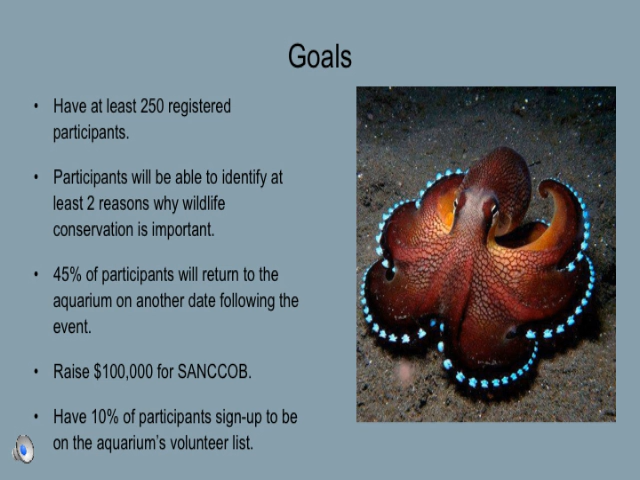 Goals
• Have at least 250 registered
participants.
• Participants will be able to identify at
least 2 reasons why wildlife
conservation is important.
• 45% of participants will return to the
aquarium on another date following the
event.
• Raise $100,000 for SANCCOB.
• Have 10% of participants sign-up to be
on the aquarium's volunteer list.